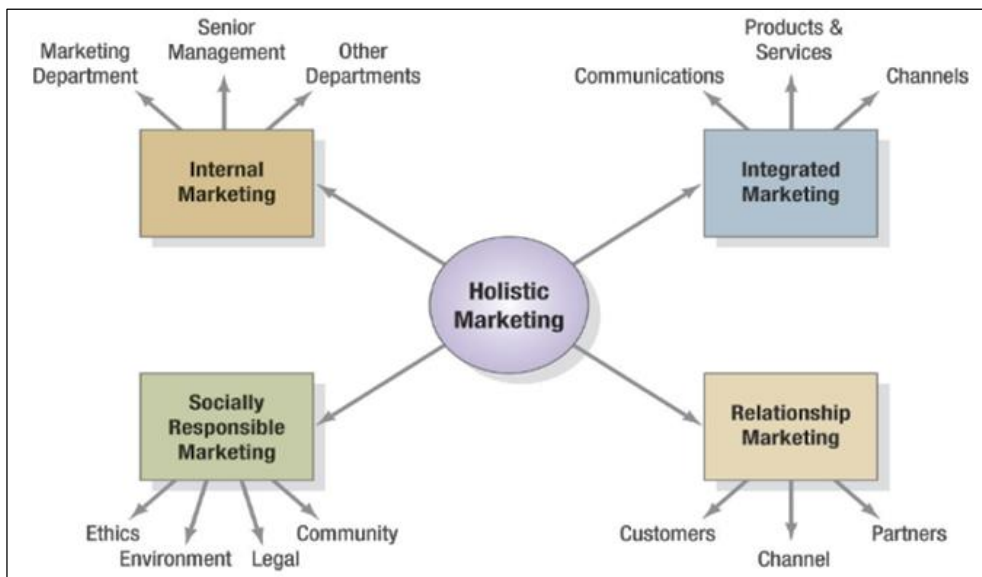 Marketing
Department
Senior
Management
Other
Departments
Internal
Marketing
Communications
Products &
Services
Channels
Integrated
Marketing
Holistic
Marketing
Socially
Responsible
Marketing
Ethics
Environment
Legal
Community
Relationship
Marketing
Customers
Channel
Partners